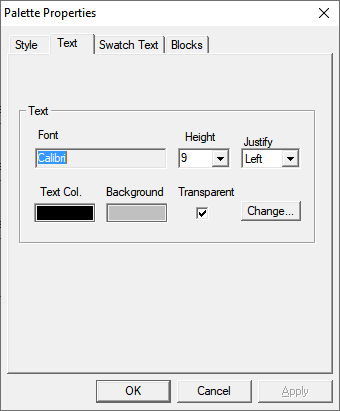 Palette Properties
Style Text Swatch Text Blocks
Text
Font Height Justify
Calibri 9 Left
Text Col. Background Transparent
Change...
OK Cancel Apply